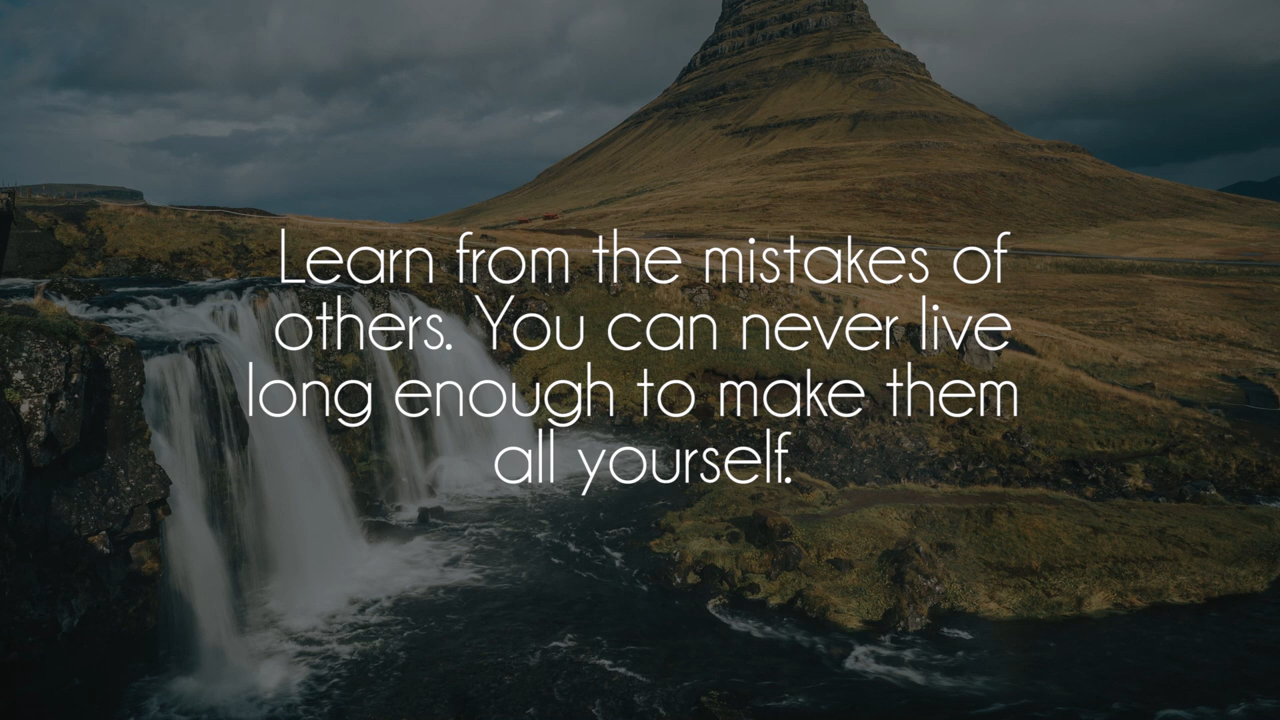 Learn from the mistakes of
others. You can never live
long enough to make them
all yourself.